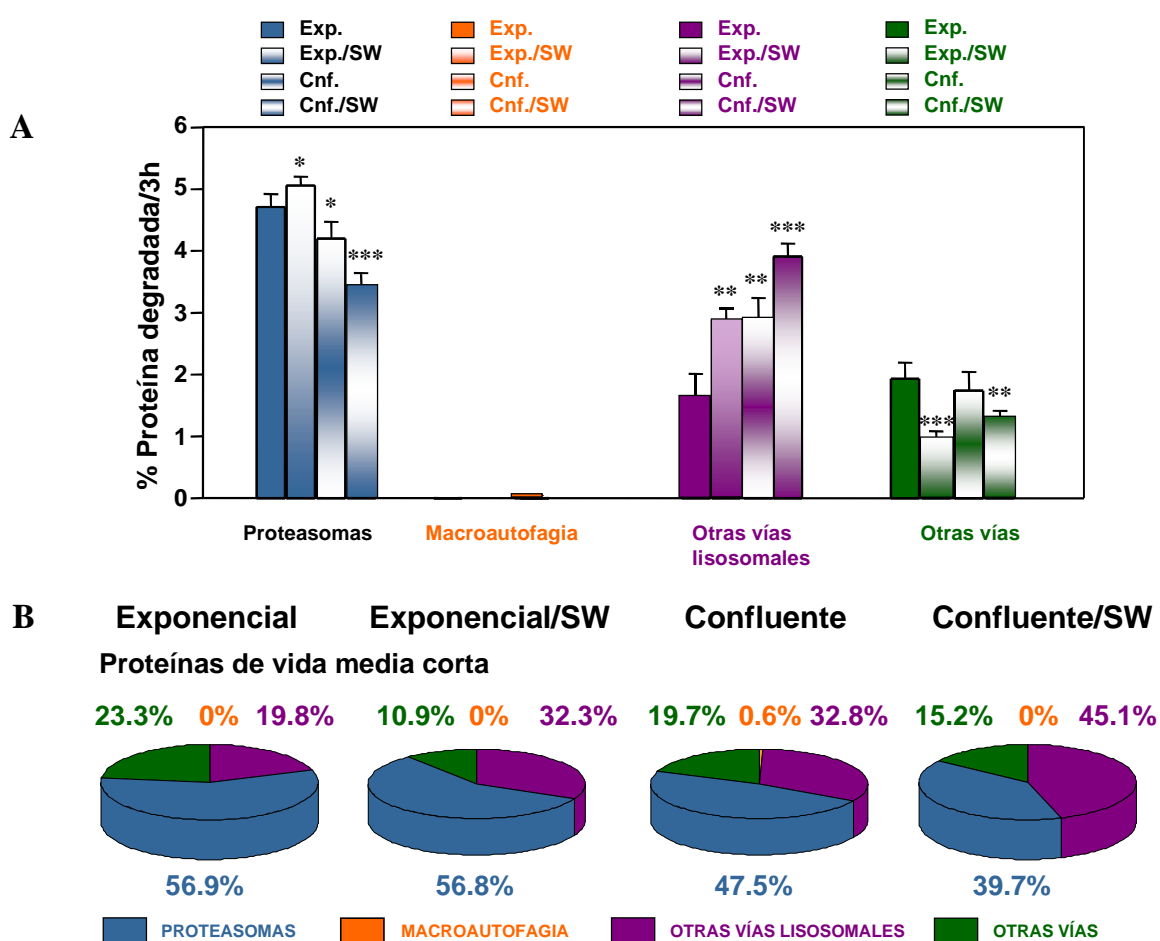 Exp. Exp. Exp. Exp.
Exp./SW Exp./SW Exp./SW Exp./SW
Cnf. Cnf. Cnf. Cnf.
Cnf./SW Cnf./SW Cnf./SW Cnf./SW
A
% Proteína degradada/3h
6
5
4
3
2
1
0
* * ***
** ** ***
*** **
Proteasomas Macroautofagia Otras vías Otras vías
lisosomales
B
Exponencial Exponencial/SW Confluente Confluente/SW
Proteínas de vida media corta
23.3% 0% 19.8% 10.9% 0% 32.3% 19.7% 0.6% 32.8% 15.2% 0% 45.1%
56.9% 56.8% 47.5% 39.7%
PROTEASOMAS MACROAUTOFAGIA OTRAS VÍAS LISOSOMALES OTRAS VÍAS